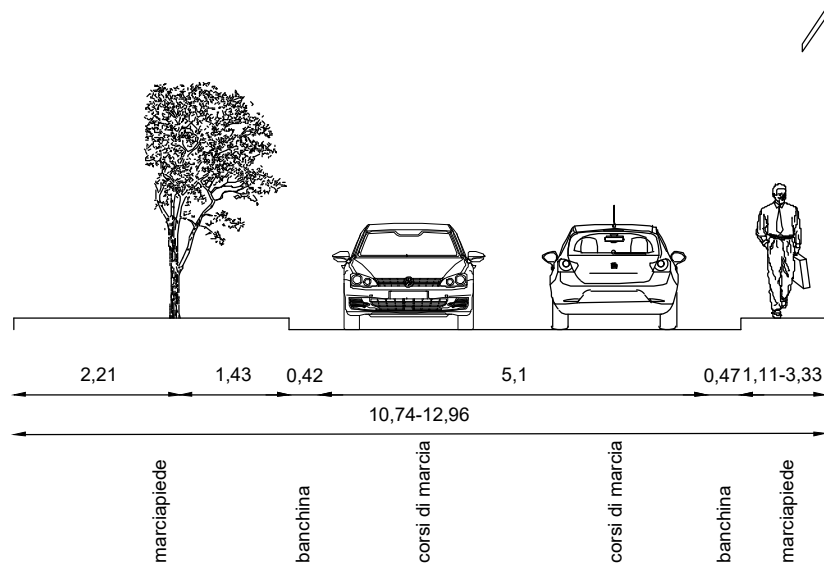 2,21 1,43 0,42 5,1 0,47 1,11-3,33
10,74-12,96
marciapiede banchina corsi di marcia corsi di marcia banchina marciapiede